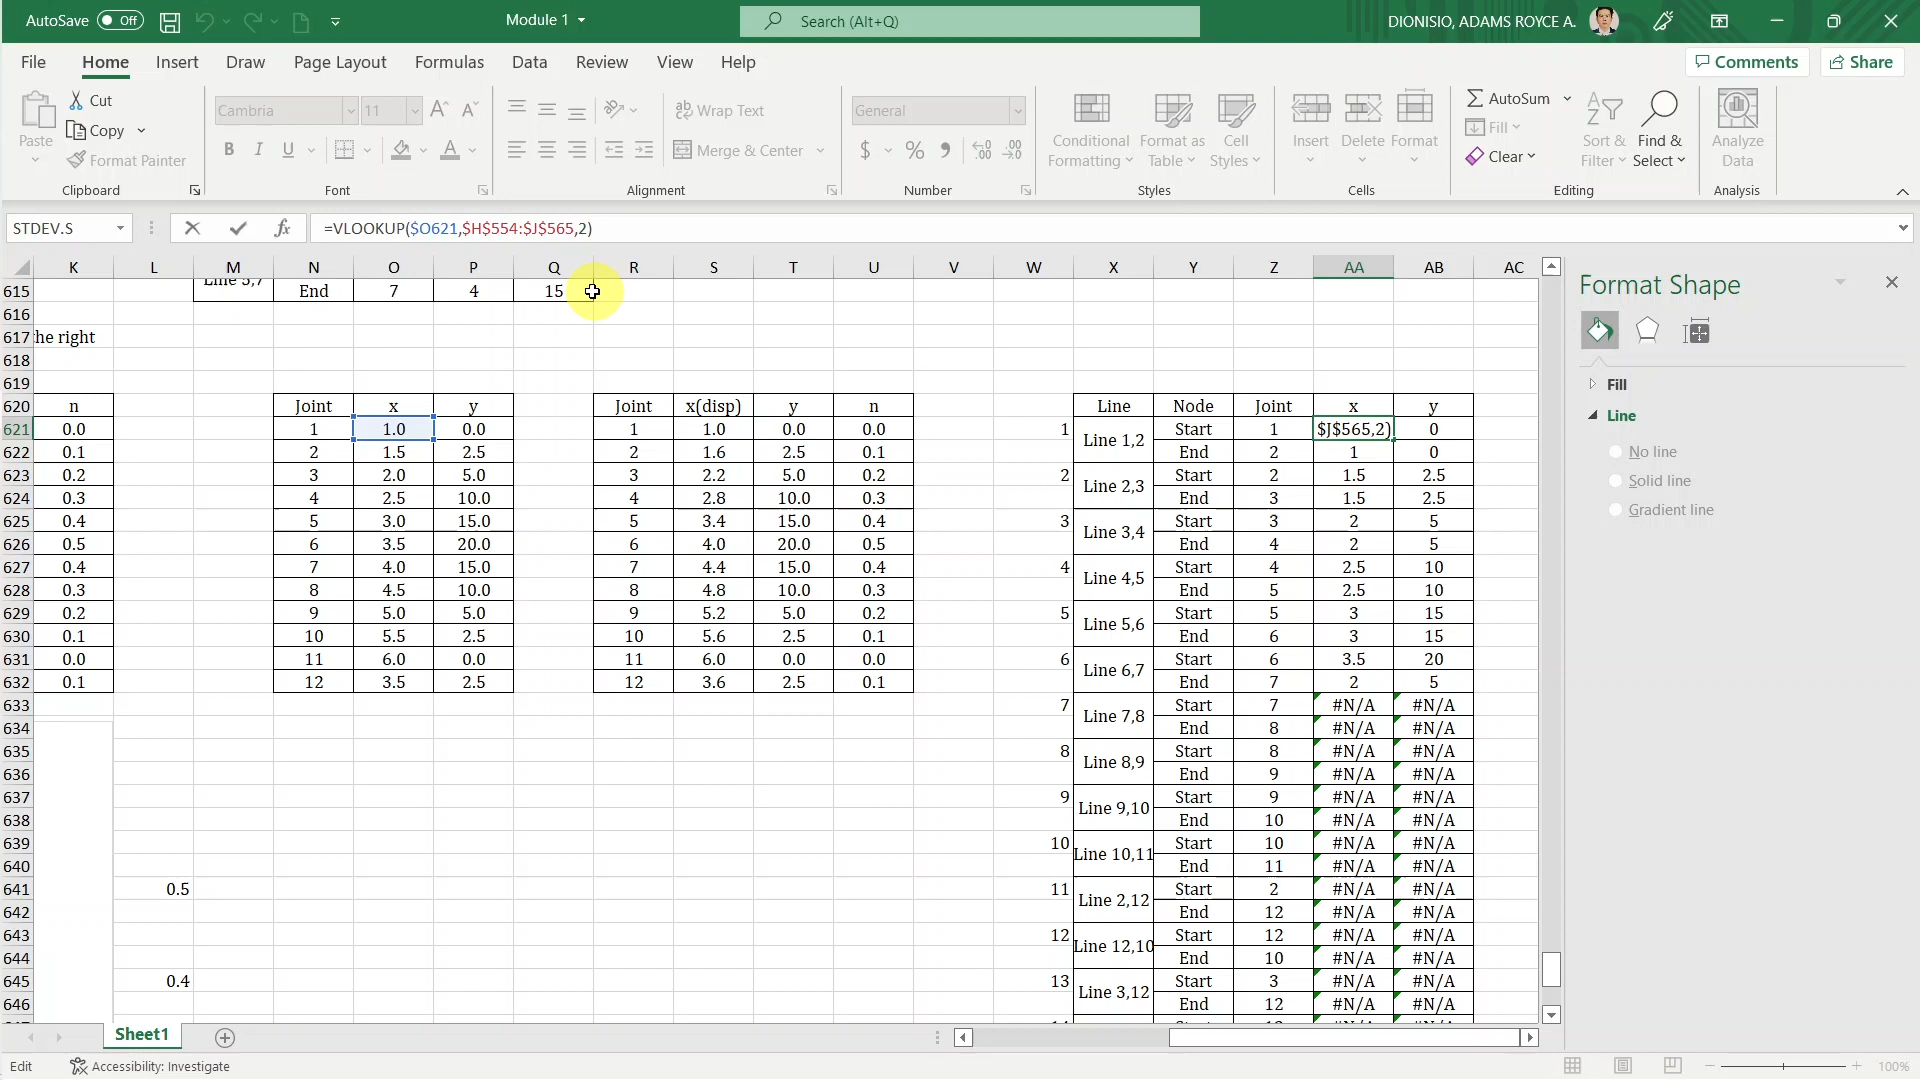 AutoSave Off Module 1 Search (Alt+Q) DIONISIO, ADAMS ROYCE A.
File Home Insert Draw Page Layout Formulas Data Review View Help Comments Share
Paste Cut Copy Format Painter Clipboard
Cambria 11 B I U A Font
Wrap Text Merge & Center Alignment
General $ % Number
Conditional Formatting Format as Table Cell Styles Styles
Insert Delete Format Cells
AutoSum Fill Clear Sort & Filter Find & Select Editing
Analyze Data Analysis
STDEV.S fx =VLOOKUP($O621,$H$554:$J$565,2)
K L M N O P Q R S T U V W X Y Z AA AB AC
615 Line 5,7 End 7 4 15
616
617 he right
618
619
620 n Joint x y Joint x(disp) y n Line Node Joint x y
621 0.0 1 1.0 0.0 1 1.0 0.0 0.0 1 Line 1,2 Start 1 $J$565,2) 0
622 0.1 2 1.5 2.5 2 1.6 2.5 0.1 End 2 1 0
623 0.2 3 2.0 5.0 3 2.2 5.0 0.2 2 Line 2,3 Start 2 1.5 2.5
624 0.3 4 2.5 10.0 4 2.8 10.0 0.3 End 3 1.5 2.5
625 0.4 5 3.0 15.0 5 3.4 15.0 0.4 3 Line 3,4 Start 3 2 5
626 0.5 6 3.5 20.0 6 4.0 20.0 0.5 End 4 2 5
627 0.4 7 4.0 15.0 7 4.4 15.0 0.4 4 Line 4,5 Start 4 2.5 10
628 0.3 8 4.5 10.0 8 4.8 10.0 0.3 End 5 2.5 10
629 0.2 9 5.0 5.0 9 5.2 5.0 0.2 5 Line 5,6 Start 5 3 15
630 0.1 10 5.5 2.5 10 5.6 2.5 0.1 End 6 3 15
631 0.0 11 6.0 0.0 11 6.0 0.0 0.0 6 Line 6,7 Start 6 3.5 20
632 0.1 12 3.5 2.5 12 3.6 2.5 0.1 End 7 2 5
633 7 Line 7,8 Start 7 #N/A #N/A
634 End 8 #N/A #N/A
635 8 Line 8,9 Start 8 #N/A #N/A
636 End 9 #N/A #N/A
637 9 Line 9,10 Start 9 #N/A #N/A
638 End 10 #N/A #N/A
639 10 Line 10,11 Start 10 #N/A #N/A
640 End 11 #N/A #N/A
641 0.5 11 Line 2,12 Start 2 #N/A #N/A
642 End 12 #N/A #N/A
643 12 Line 12,10 Start 12 #N/A #N/A
644 End 10 #N/A #N/A
645 0.4 13 Line 3,12 Start 3 #N/A #N/A
646 End 12 #N/A #N/A
Format Shape
Fill
Line
No line
Solid line
Gradient line
Sheet1
Edit Accessibility: Investigate 100%